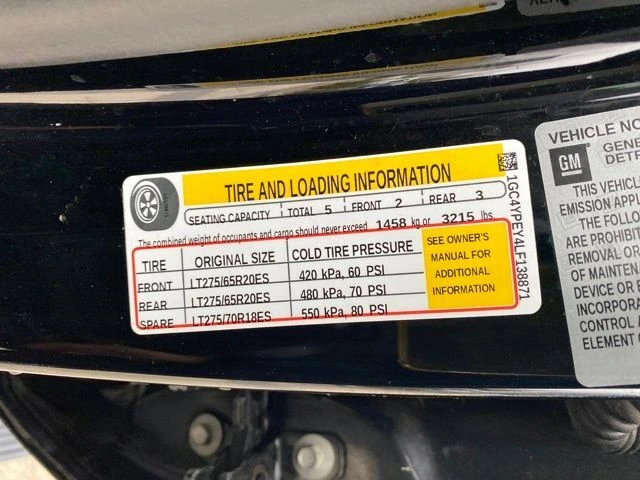 TIRE AND LOADING INFORMATION
SEATING CAPACITY TOTAL 5 FRONT 2 REAR 3
The combined weight of occupants and cargo should never exceed 1458 kg or 3215 lbs
TIRE ORIGINAL SIZE COLD TIRE PRESSURE
FRONT LT275/65R20ES 420 kPa, 60 PSI
REAR LT275/65R20ES 480 kPa, 70 PSI
SPARE LT275/70R18ES 550 kPa, 80 PSI
SEE OWNER'S
MANUAL FOR
ADDITIONAL
INFORMATION
1GC4YPEY4LF138871
VEHICLE NO
GM
GENE
DETR
THIS VEHICL
EMISSION APPL
THE FOLLO
ARE PROHIBIT
REMOVAL OR
OF MAINTEN
DEVICE OR E
INCORPORA
CONTROL
ELEMENT O